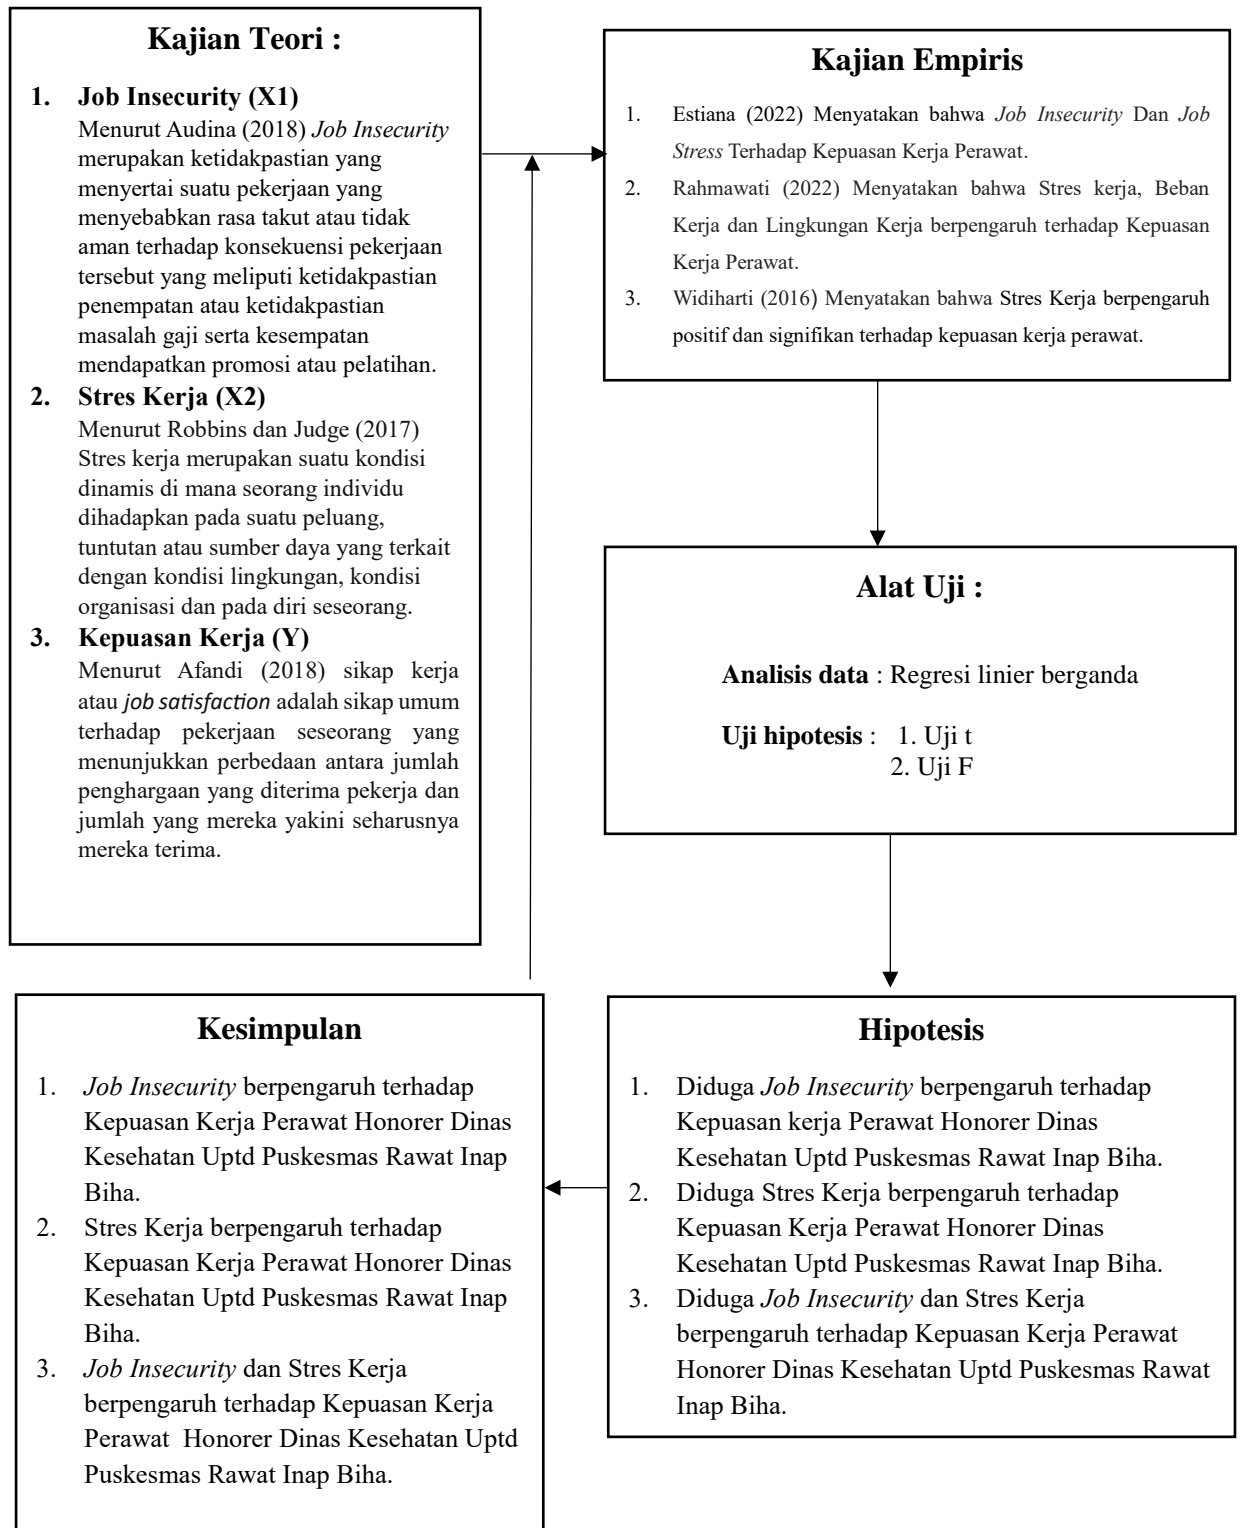 Kajian Teori :
1. Job Insecurity (X1)
Menurut Audina (2018) Job Insecurity
merupakan ketidakpastian yang
menyertai suatu pekerjaan yang
menyebabkan rasa takut atau tidak
aman terhadap konsekuensi pekerjaan
tersebut yang meliputi ketidakpastian
penempatan atau ketidakpastian
masalah gaji serta kesempatan
mendapatkan promosi atau pelatihan.
2. Stres Kerja (X2)
Menurut Robbins dan Judge (2017)
Stres kerja merupakan suatu kondisi
dinamis di mana seorang individu
dihadapkan pada suatu peluang,
tuntutan atau sumber daya yang terkait
dengan kondisi lingkungan, kondisi
organisasi dan pada diri seseorang.
3. Kepuasan Kerja (Y)
Menurut Afandi (2018) sikap kerja
atau job satisfaction adalah sikap umum
terhadap pekerjaan seseorang yang
menunjukkan perbedaan antara jumlah
penghargaan yang diterima pekerja dan
jumlah yang mereka yakini seharusnya
mereka terima.
Kajian Empiris
1. Estiana (2022) Menyatakan bahwa Job Insecurity Dan Job
Stress Terhadap Kepuasan Kerja Perawat.
2. Rahmawati (2022) Menyatakan bahwa Stres kerja, Beban
Kerja dan Lingkungan Kerja berpengaruh terhadap Kepuasan
Kerja Perawat.
3. Widiharti (2016) Menyatakan bahwa Stres Kerja berpengaruh
positif dan signifikan terhadap kepuasan kerja perawat.
Alat Uji :
Analisis data : Regresi linier berganda
Uji hipotesis : 1. Uji t
2. Uji F
Hipotesis
1. Diduga Job Insecurity berpengaruh terhadap
Kepuasan kerja Perawat Honorer Dinas
Kesehatan Uptd Puskesmas Rawat Inap Biha.
2. Diduga Stres Kerja berpengaruh terhadap
Kepuasan Kerja Perawat Honorer Dinas
Kesehatan Uptd Puskesmas Rawat Inap Biha.
3. Diduga Job Insecurity dan Stres Kerja
berpengaruh terhadap Kepuasan Kerja Perawat
Honorer Dinas Kesehatan Uptd Puskesmas Rawat
Inap Biha.
Kesimpulan
1. Job Insecurity berpengaruh terhadap
Kepuasan Kerja Perawat Honorer Dinas
Kesehatan Uptd Puskesmas Rawat Inap
Biha.
2. Stres Kerja berpengaruh terhadap
Kepuasan Kerja Perawat Honorer Dinas
Kesehatan Uptd Puskesmas Rawat Inap
Biha.
3. Job Insecurity dan Stres Kerja
berpengaruh terhadap Kepuasan Kerja
Perawat Honorer Dinas Kesehatan Uptd
Puskesmas Rawat Inap Biha.